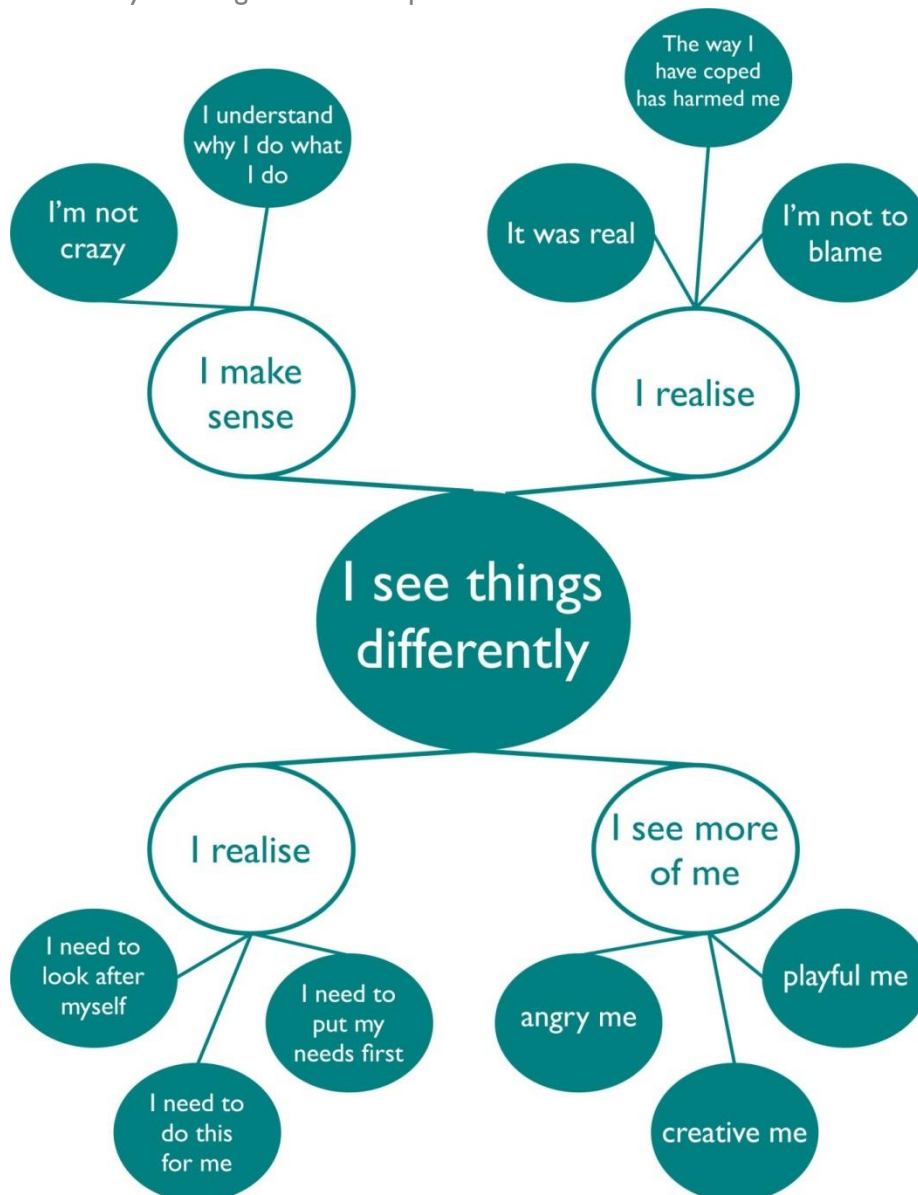 The way I
have coped
has harmed me
I understand
why I do what
I do
I'm not
crazy
It was real
I'm not to
blame
I make
sense
I realise
I see things
differently
I realise
I see more
of me
I need to
look after
myself
I need to
put my
needs first
I need to
do this
for me
angry me
playful me
creative me